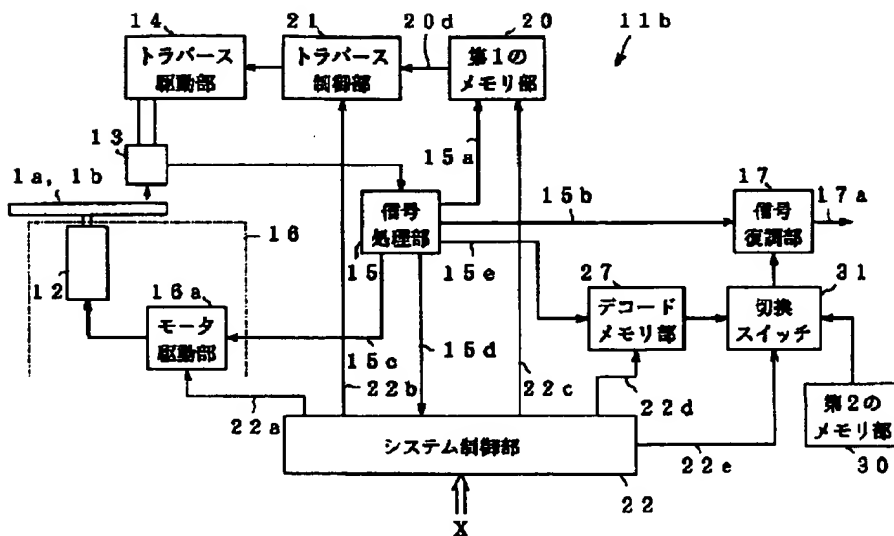 14
21
20d
20
11b
トラバース
駆動部
トラバース
制御部
第1の
メモリ部
13
1a, 1b
15a
15b
17
17a
信号
処理部
信号
復調部
16
15
15e
12
16a
27
31
モータ
駆動部
デコード
メモリ部
切換
スイッチ
15c
15d
22b
22c
22d
22a
第2の
メモリ部
システム制御部
22e
30
22
X